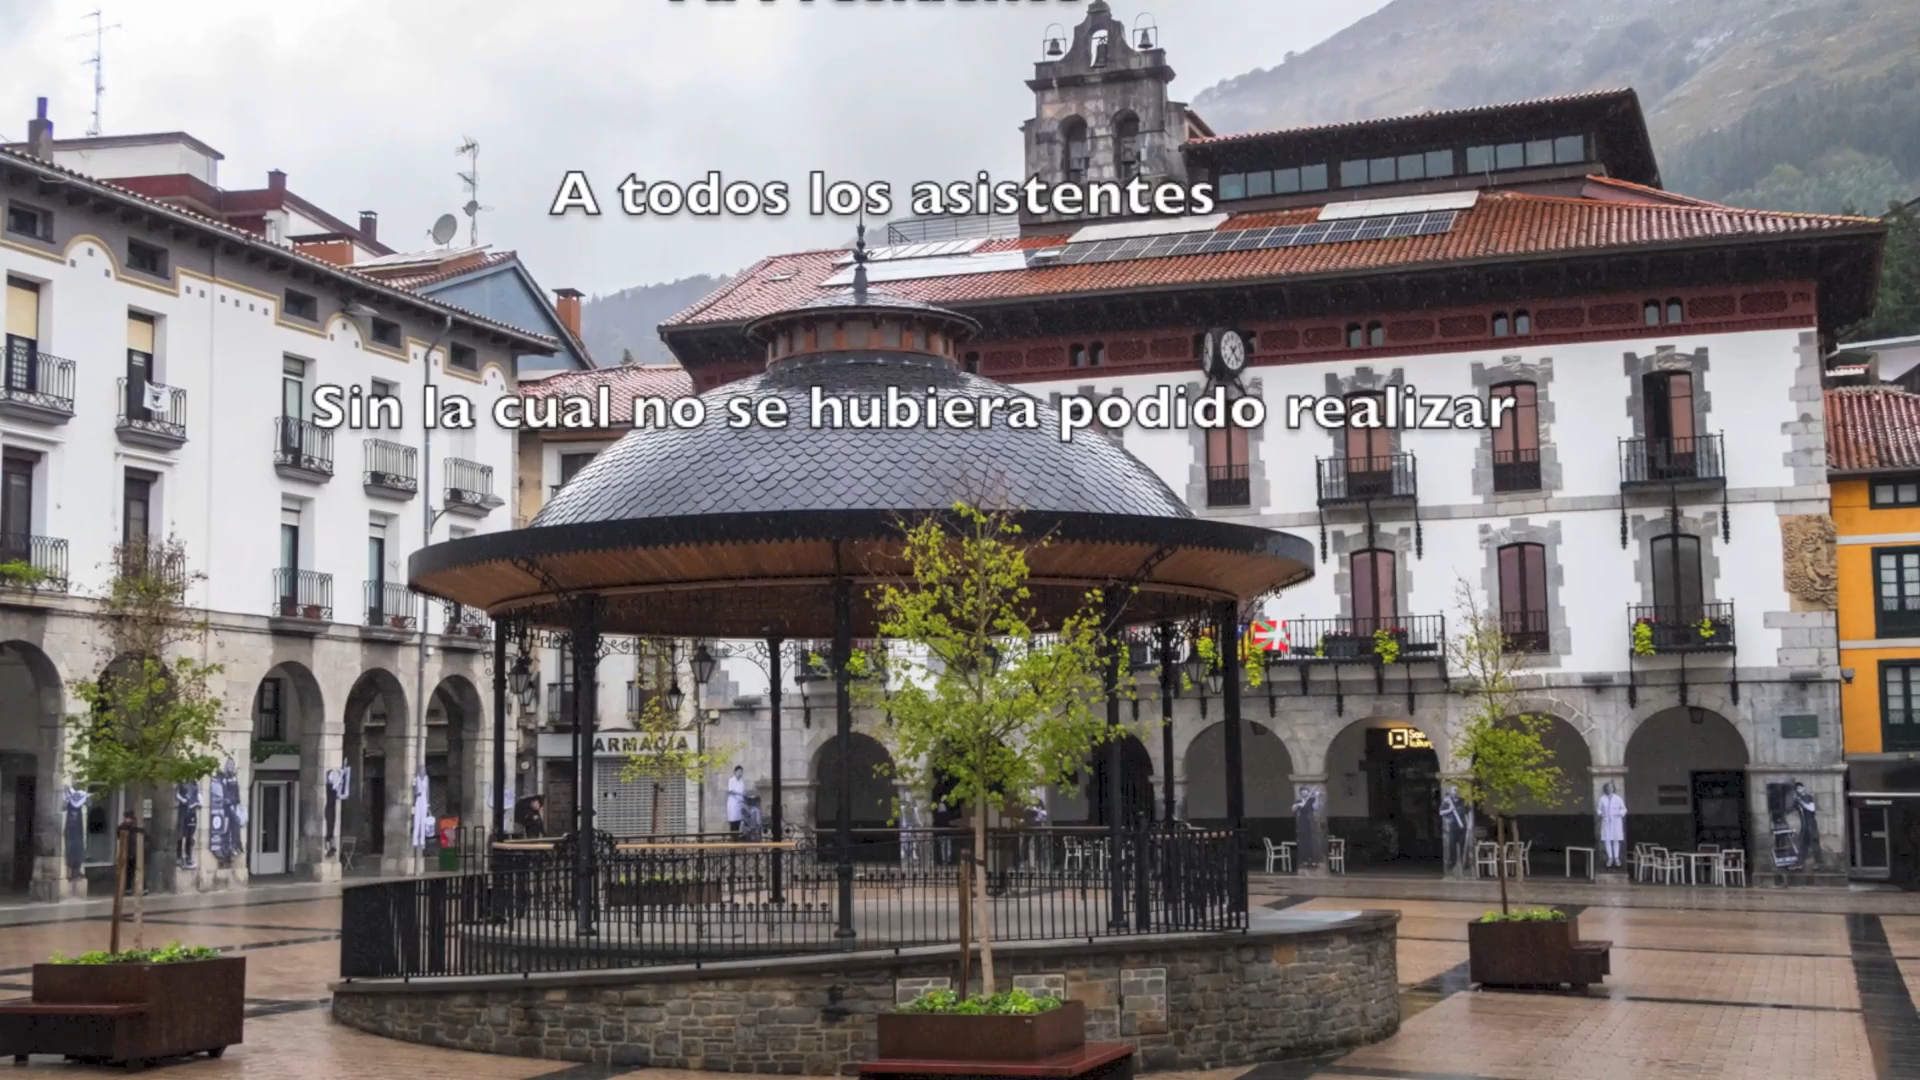 A todos los asistentes
Sin la cual no se hubiera podido realizar
ARMACIA